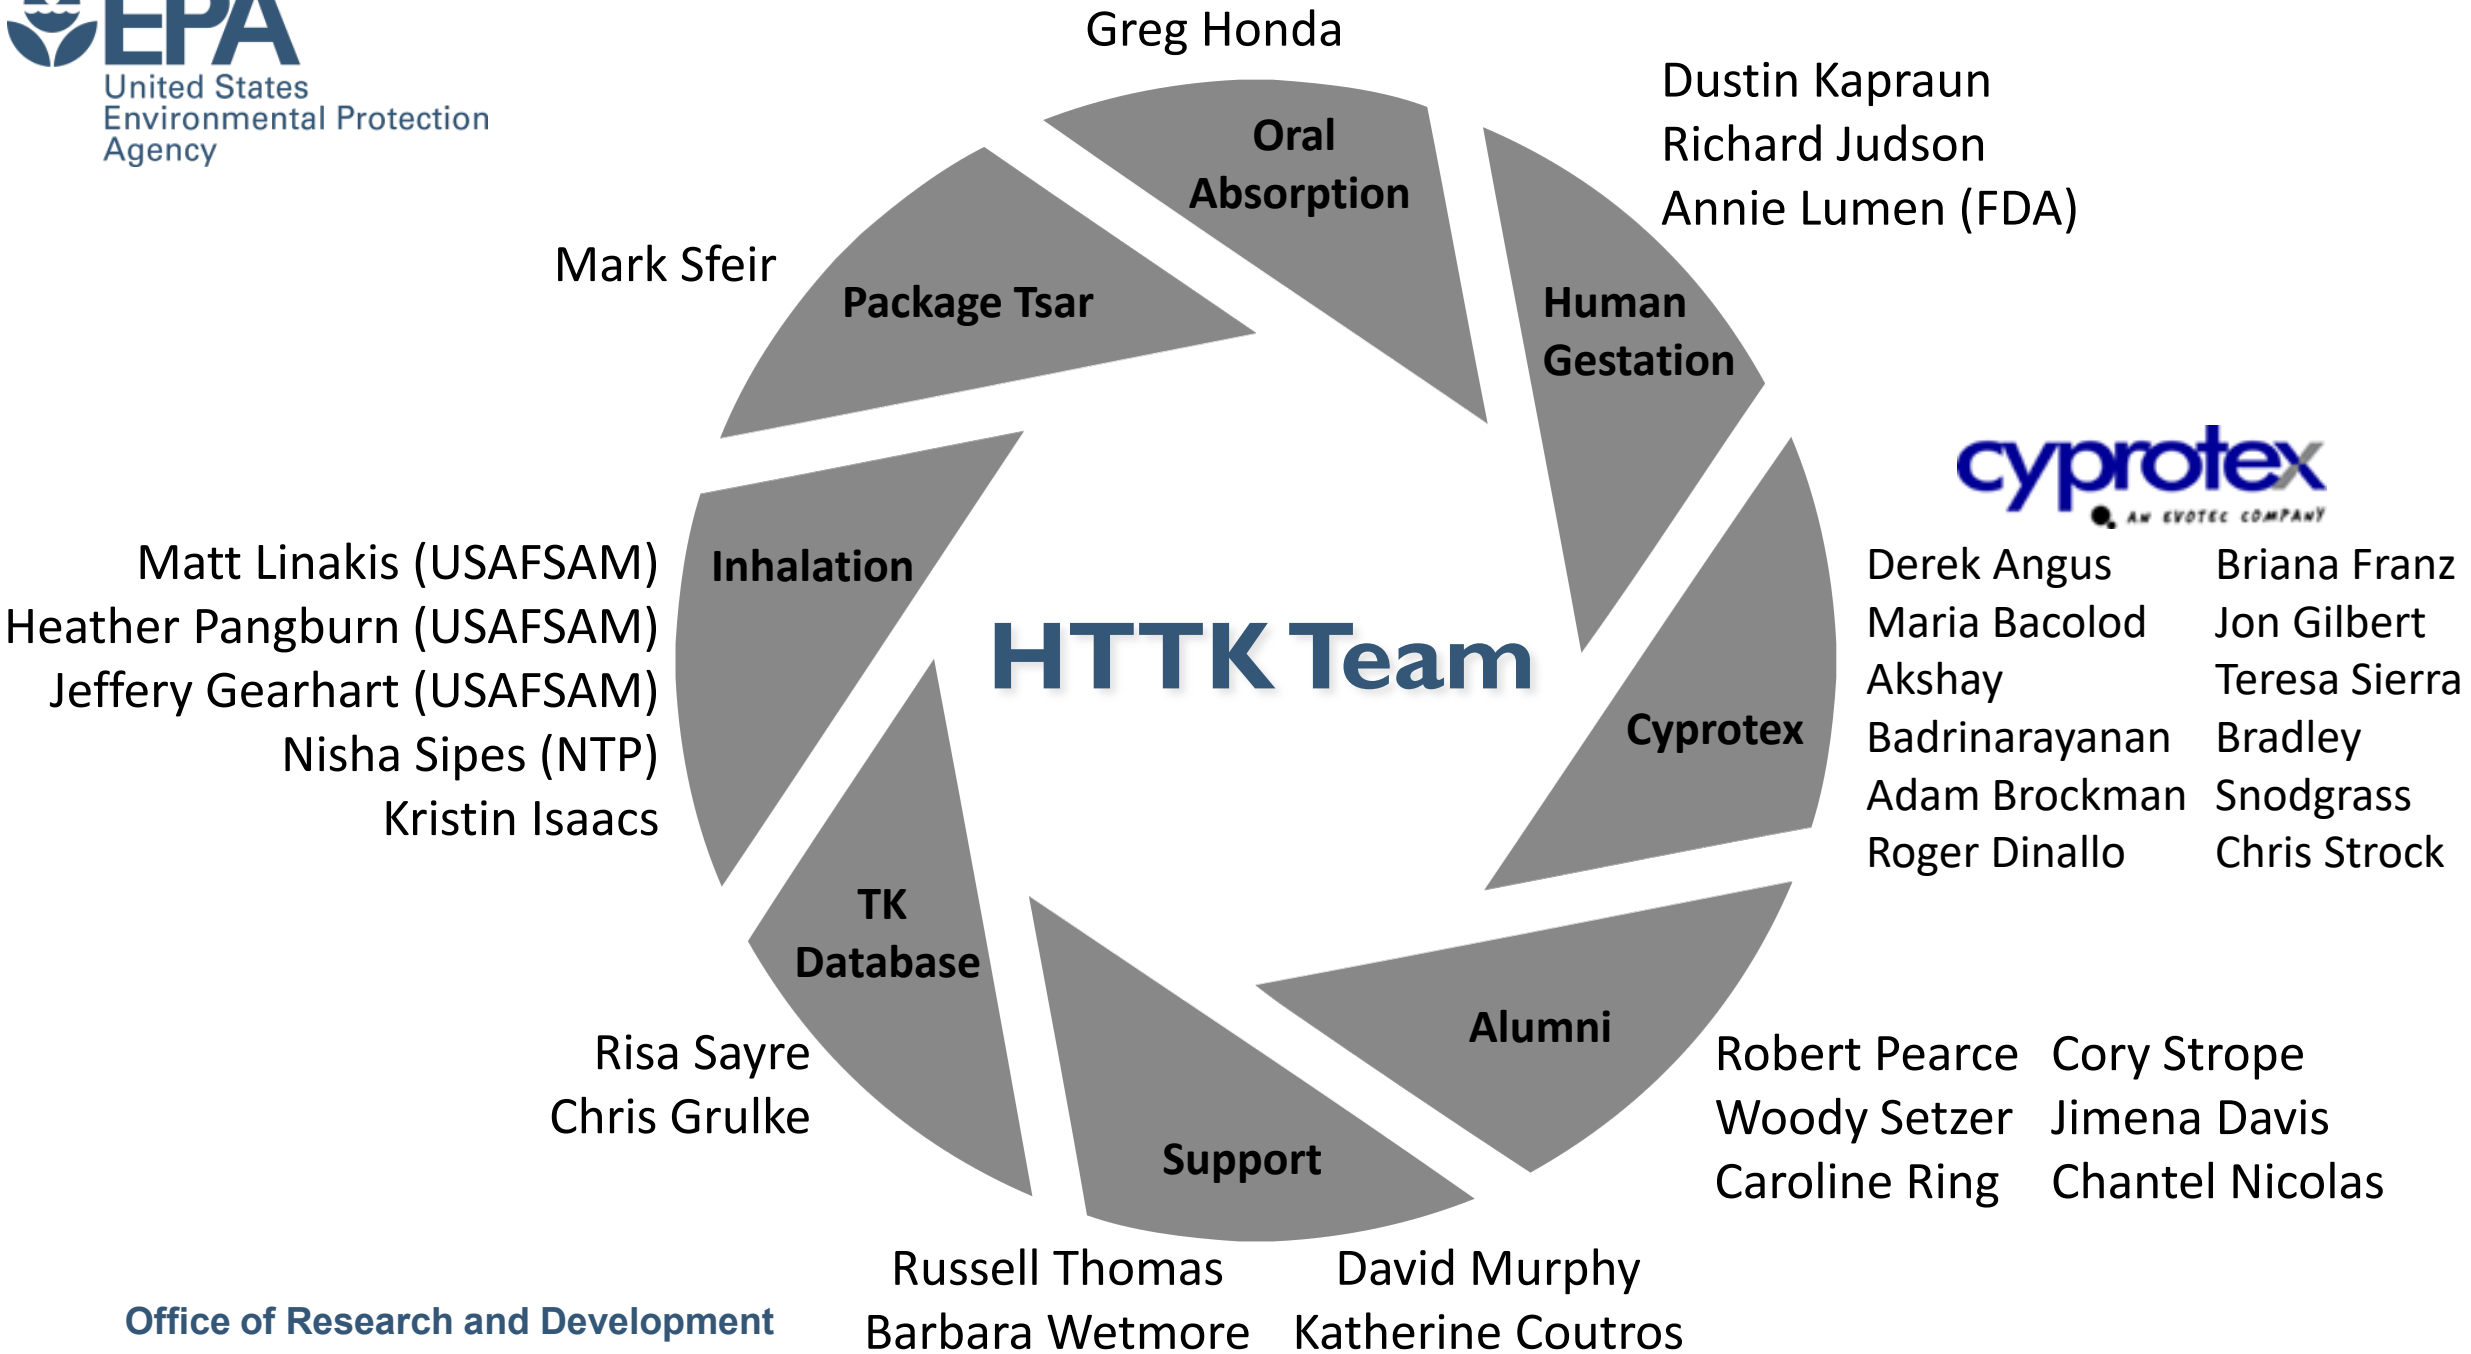 EPA
United States
Environmental Protection
Agency
Greg Honda
Oral
Absorption
Dustin Kapraun
Richard Judson
Annie Lumen (FDA)
Human
Gestation
Mark Sfeir
Package Tsar
cyprotex
AN EVOTEC COMPANY
Derek Angus
Maria Bacolod
Akshay
Badrinarayanan
Adam Brockman
Roger Dinallo
Briana Franz
Jon Gilbert
Teresa Sierra
Bradley
Snodgrass
Chris Strock
Cyprotex
Matt Linakis (USAFSAM)
Heather Pangburn (USAFSAM)
Jeffery Gearhart (USAFSAM)
Nisha Sipes (NTP)
Kristin Isaacs
Inhalation
HTTK Team
TK
Database
Risa Sayre
Chris Grulke
Alumni
Robert Pearce
Woody Setzer
Caroline Ring
Cory Strope
Jimena Davis
Chantel Nicolas
Support
Russell Thomas
Barbara Wetmore
David Murphy
Katherine Coutros
Office of Research and Development